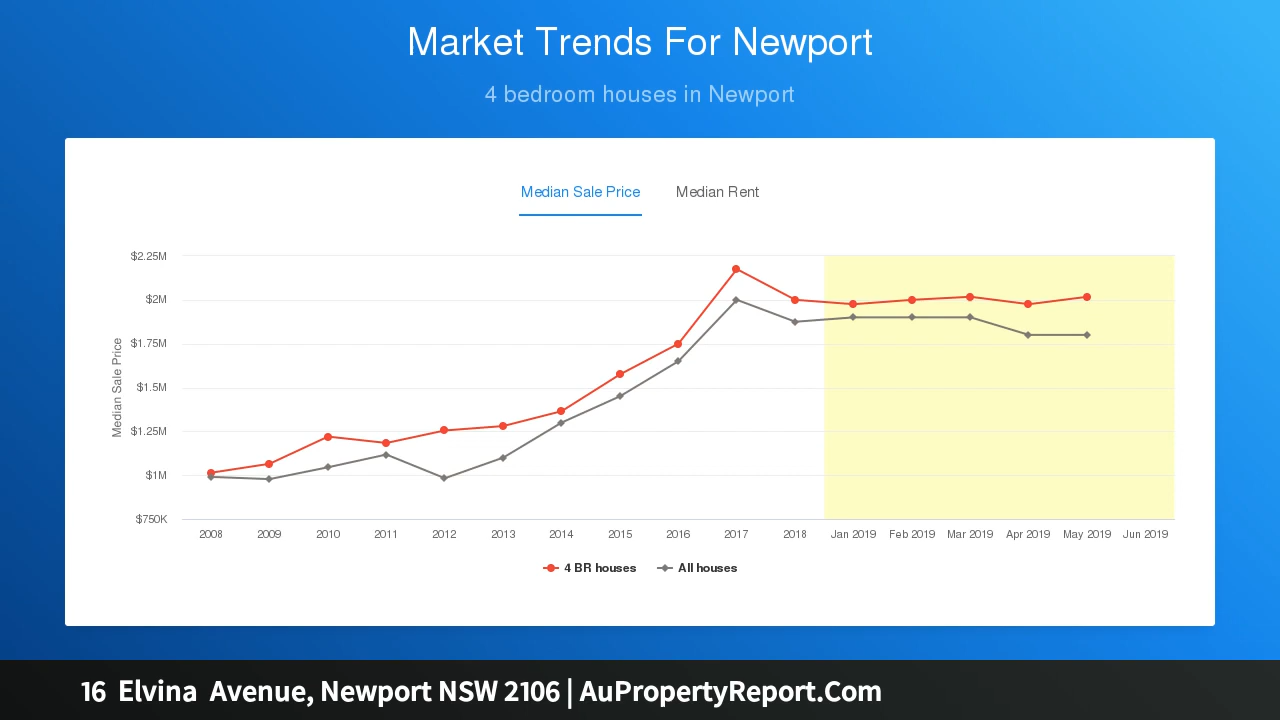 Market Trends For Newport
4 bedroom houses in Newport
Median Sale Price Median Rent
$2.25M
$2M
$1.75M
$1.5M
$1.25M
$1M
$750K
Median Sale Price
2008 2009 2010 2011 2012 2013 2014 2015 2016 2017 2018 Jan 2019 Feb 2019 Mar 2019 Apr 2019 May 2019 Jun 2019
4 BR houses All houses
16 Elvina Avenue, Newport NSW 2106 | AuPropertyReport.Com